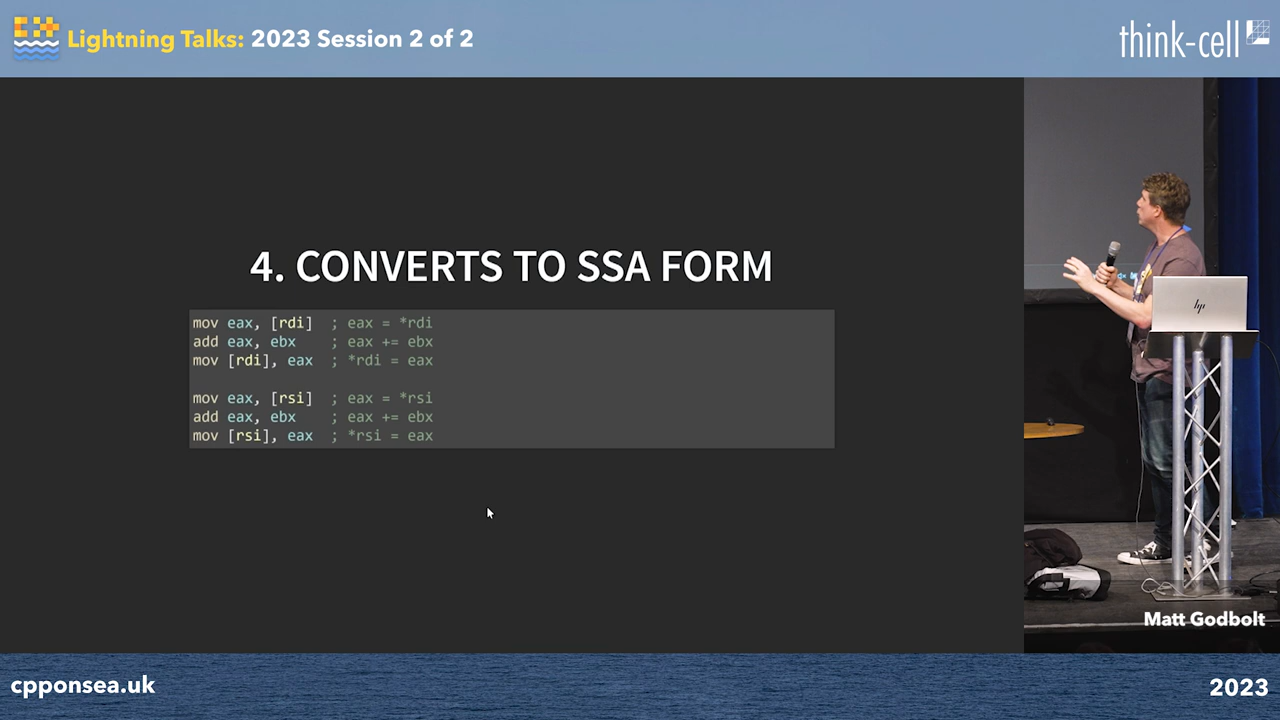 Lightning Talks: 2023 Session 2 of 2
think-cell
4. CONVERTS TO SSA FORM
mov eax, [rdi]  ; eax = *rdi
add eax, ebx    ; eax += ebx
mov [rdi], eax  ; *rdi = eax
mov eax, [rsi]  ; eax = *rsi
add eax, ebx    ; eax += ebx
mov [rsi], eax  ; *rsi = eax
hp
Matt Godbolt
cpponsea.uk
2023